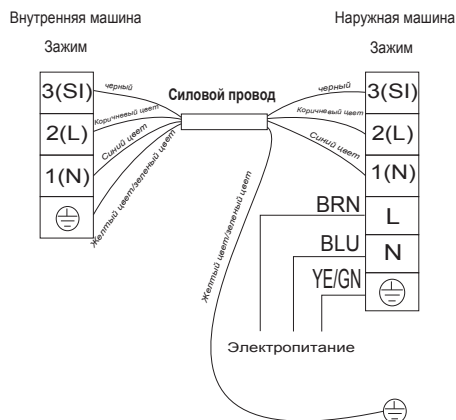 Внутренняя машина
Наружная машина
Зажим
Зажим
3(SI)
2(L)
1(N)
черный
Коричневый цвет
Синий цвет
Желтый цвет/зеленый цвет
Силовой провод
черный
Коричневый цвет
Синий цвет
Желтый цвет/зеленый цвет
3(SI)
2(L)
1(N)
L
N
BRN
BLU
YE/GN
Электропитание